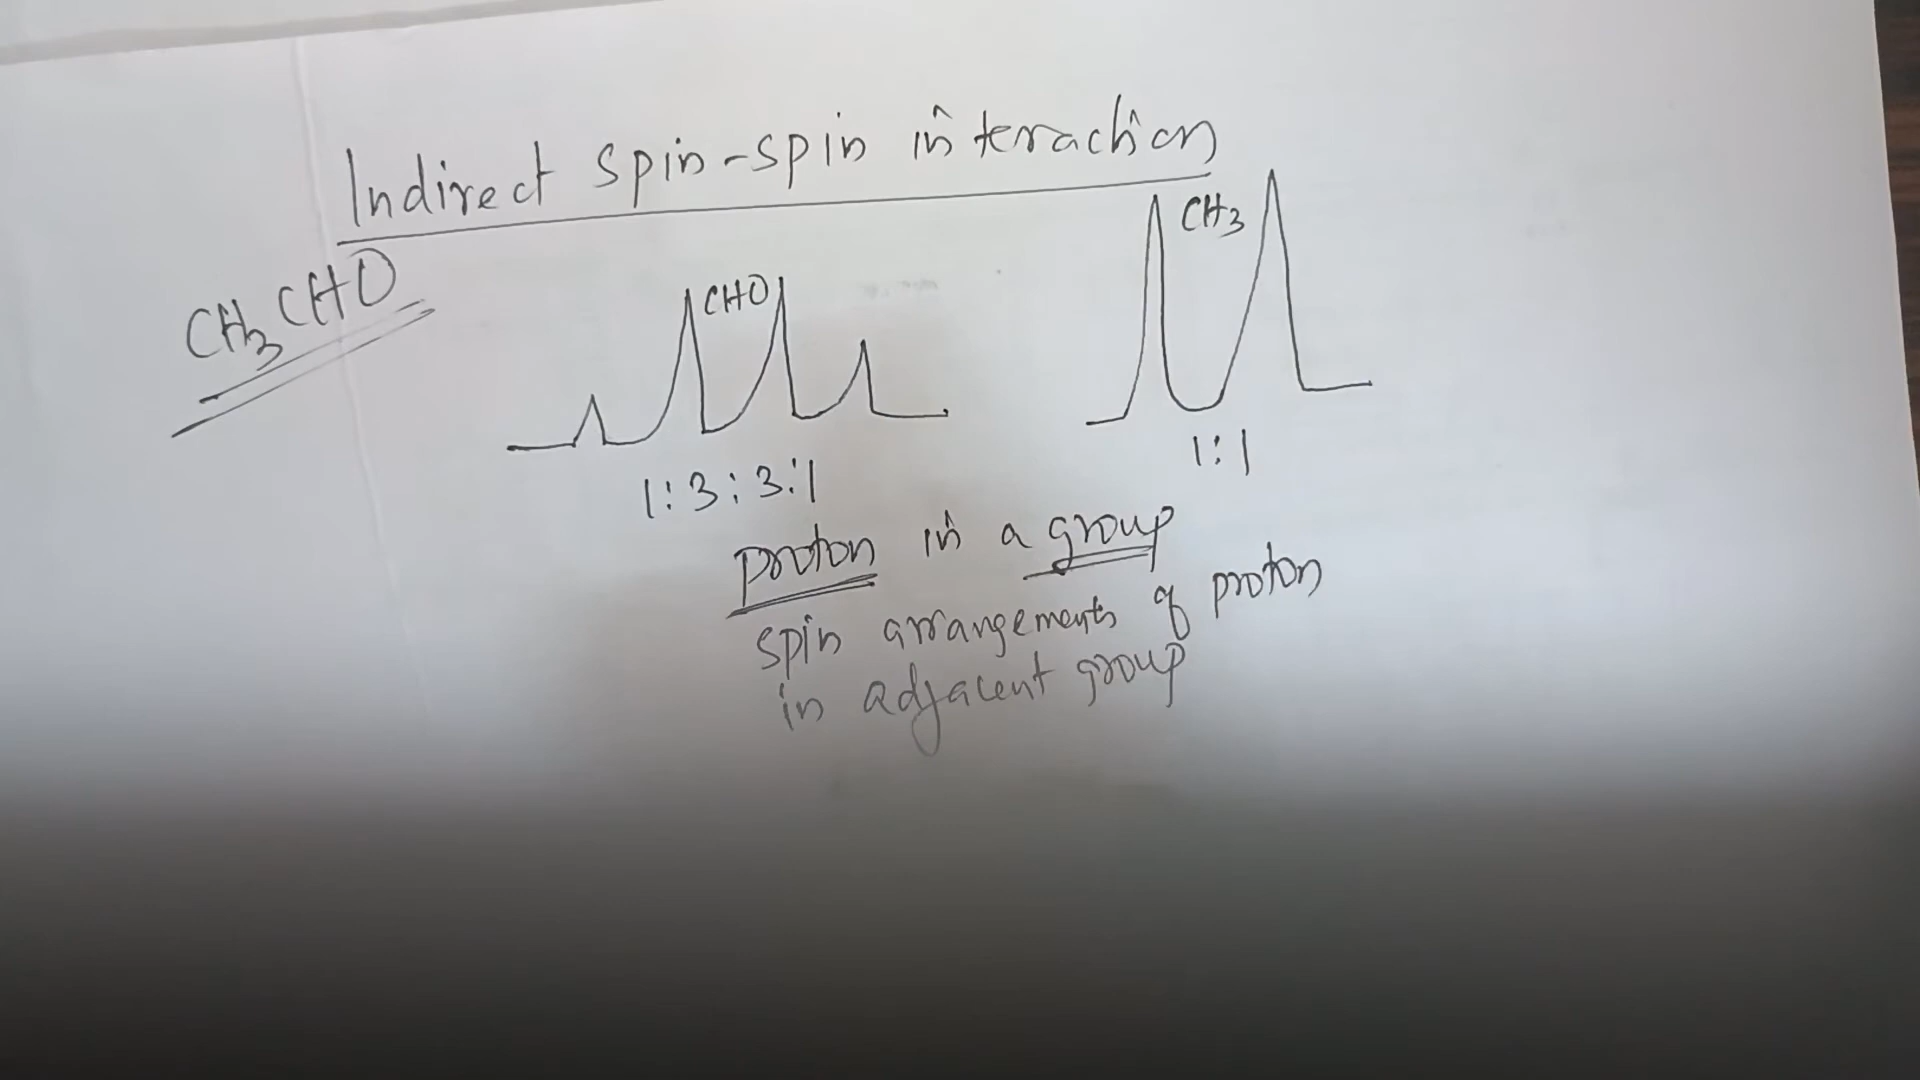 Indirect spin-spin interaction
CH3CHO
CHO
CH3
1:3:3:1
1:1
proton in a group
spin arrangements of proton
in adjacent group